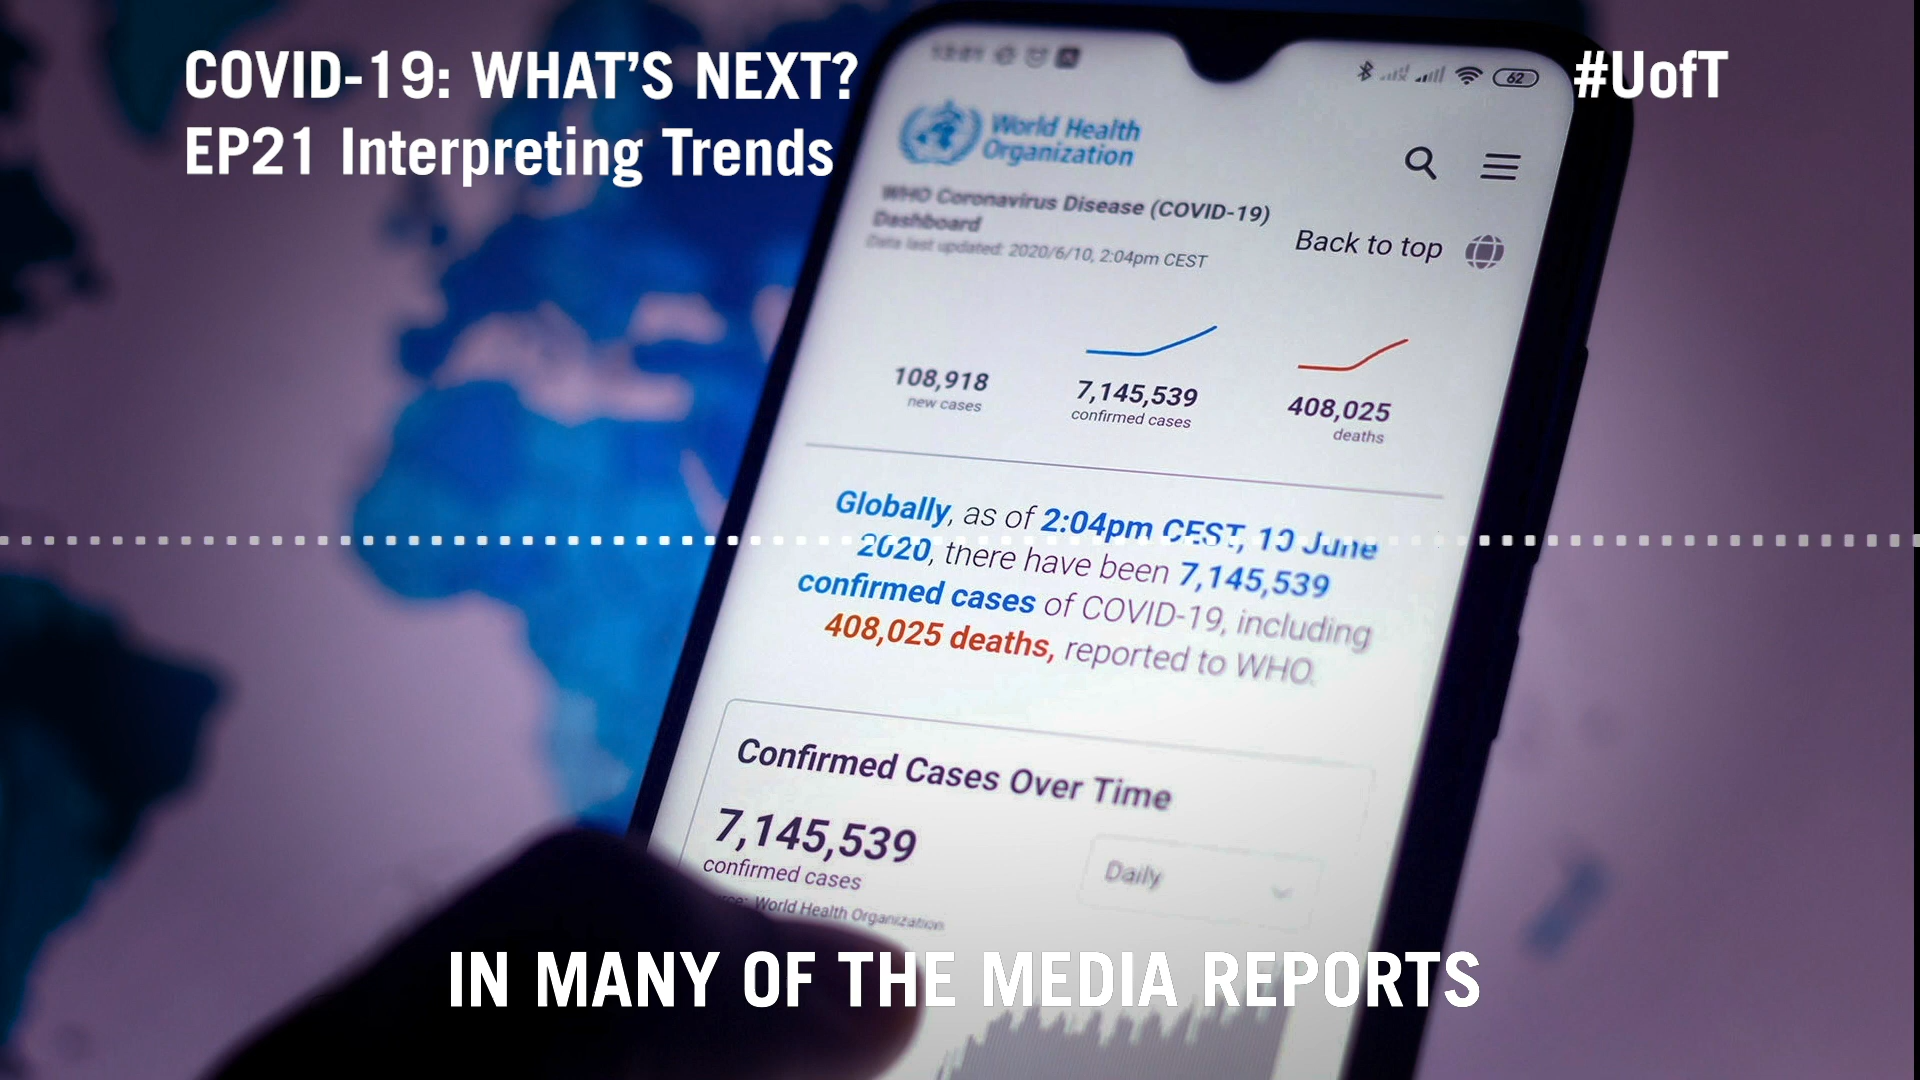 COVID-19: WHAT'S NEXT?
EP21 Interpreting Trends
#UofT
62
World Health
Organization
WHO Coronavirus Disease (COVID-19)
Dashboard
Data last updated: 2020/6/10, 2:04pm CEST
Back to top
108,918
new cases
7,145,539
confirmed cases
408,025
deaths
Globally, as of 2:04pm CEST, 10 June
2020, there have been 7,145,539
confirmed cases of COVID-19, including
408,025 deaths, reported to WHO.
Confirmed Cases Over Time
7,145,539
confirmed cases
Daily
World Health Organization
IN MANY OF THE MEDIA REPORTS